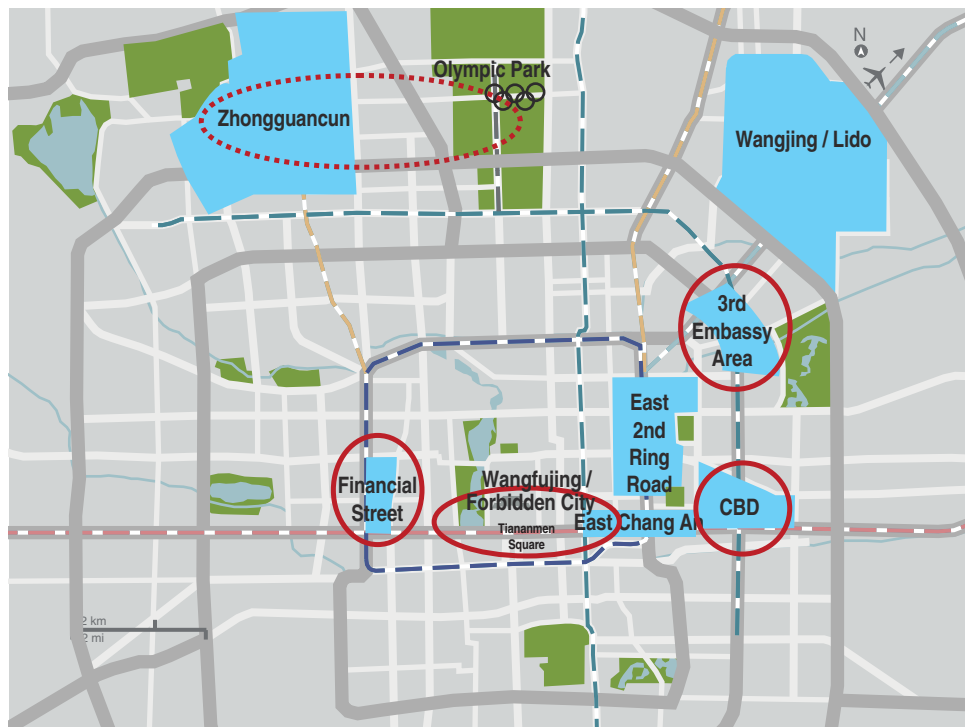 N
Olympic Park
Zhongguancun
Wangjing / Lido
3rd
Embassy
Area
East
2nd
Ring
Road
Financial
Street
Wangfujing /
Forbidden City
Tiananmen
Square
East Chang An
CBD
2 km
2 mi